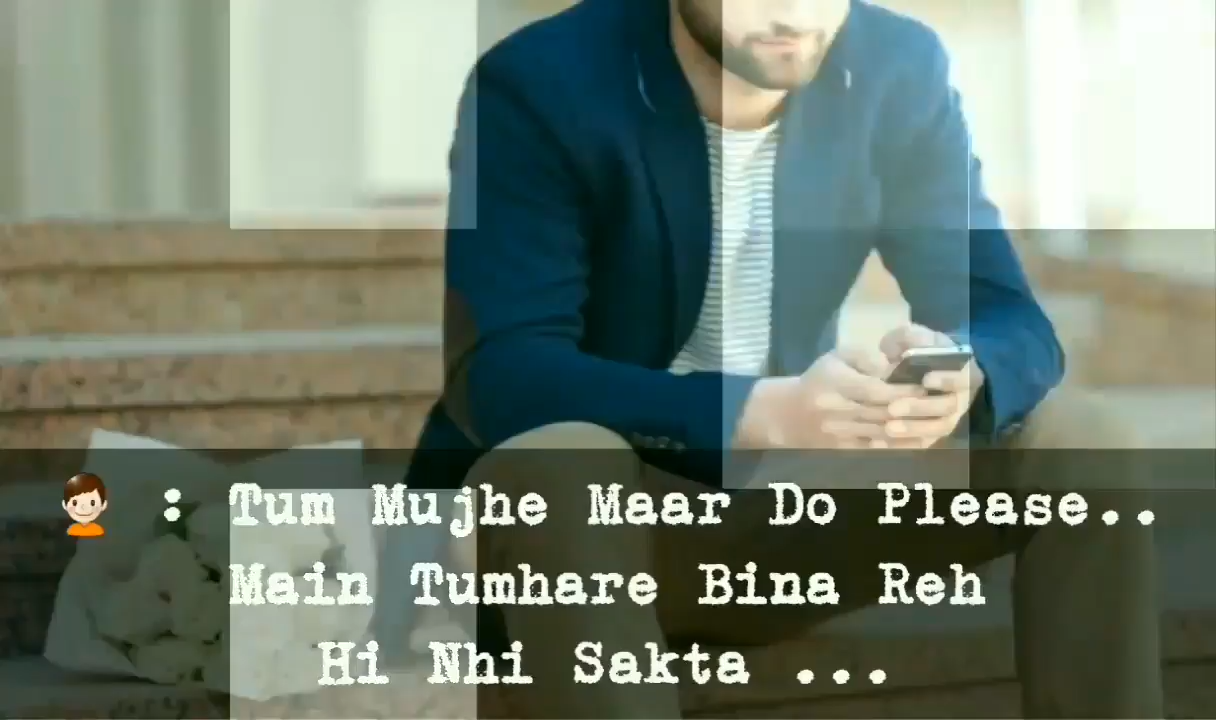 : Tum Mujhe Maar Do Please..
Main Tumhare Bina Reh
Hi Nhi Sakta ...